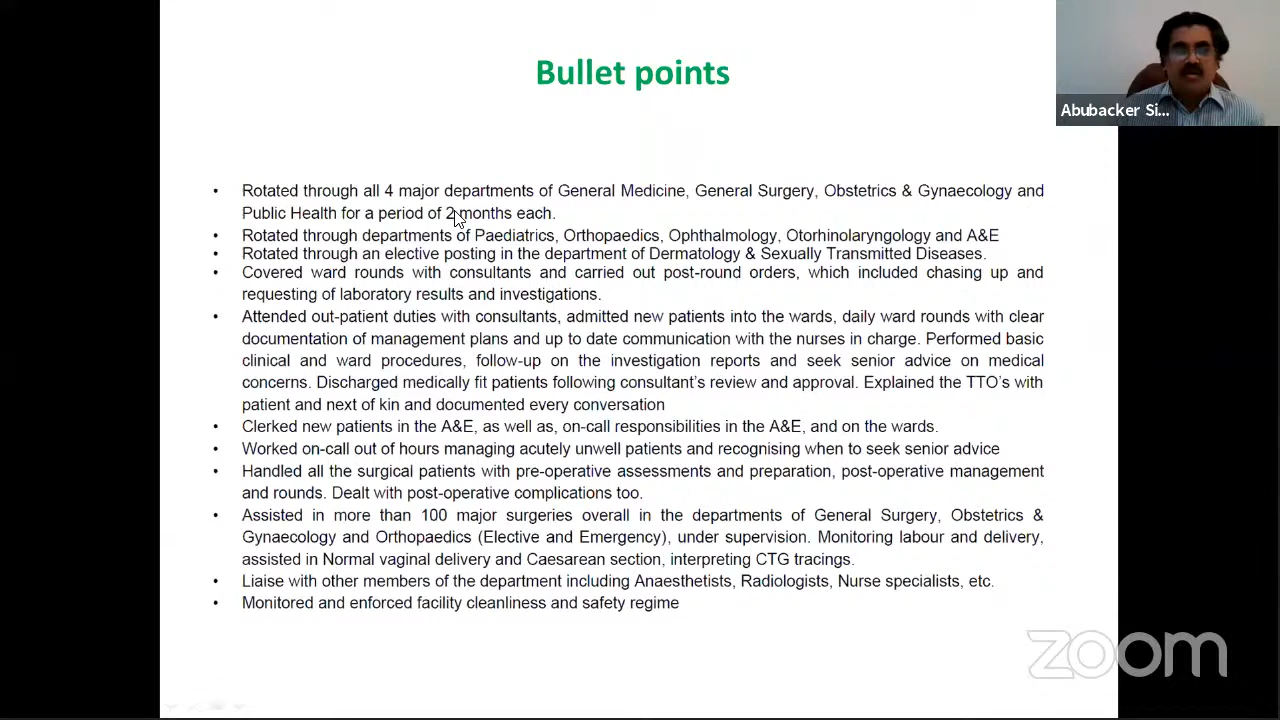 Bullet points
Abubacker Si...
• Rotated through all 4 major departments of General Medicine, General Surgery, Obstetrics & Gynaecology and
Public Health for a period of 2 months each.
• Rotated through departments of Paediatrics, Orthopaedics, Ophthalmology, Otorhinolaryngology and A&E
• Rotated through an elective posting in the department of Dermatology & Sexually Transmitted Diseases.
• Covered ward rounds with consultants and carried out post-round orders, which included chasing up and
requesting of laboratory results and investigations.
• Attended out-patient duties with consultants, admitted new patients into the wards, daily ward rounds with clear
documentation of management plans and up to date communication with the nurses in charge. Performed basic
clinical and ward procedures, follow-up on the investigation reports and seek senior advice on medical
concerns. Discharged medically fit patients following consultant's review and approval. Explained the TTO's with
patient and next of kin and documented every conversation
• Clerked new patients in the A&E, as well as, on-call responsibilities in the A&E, and on the wards.
• Worked on-call out of hours managing acutely unwell patients and recognising when to seek senior advice
• Handled all the surgical patients with pre-operative assessments and preparation, post-operative management
and rounds. Dealt with post-operative complications too.
• Assisted in more than 100 major surgeries overall in the departments of General Surgery, Obstetrics &
Gynaecology and Orthopaedics (Elective and Emergency), under supervision. Monitoring labour and delivery,
assisted in Normal vaginal delivery and Caesarean section, interpreting CTG tracings.
• Liaise with other members of the department including Anaesthetists, Radiologists, Nurse specialists, etc.
• Monitored and enforced facility cleanliness and safety regime
zoom